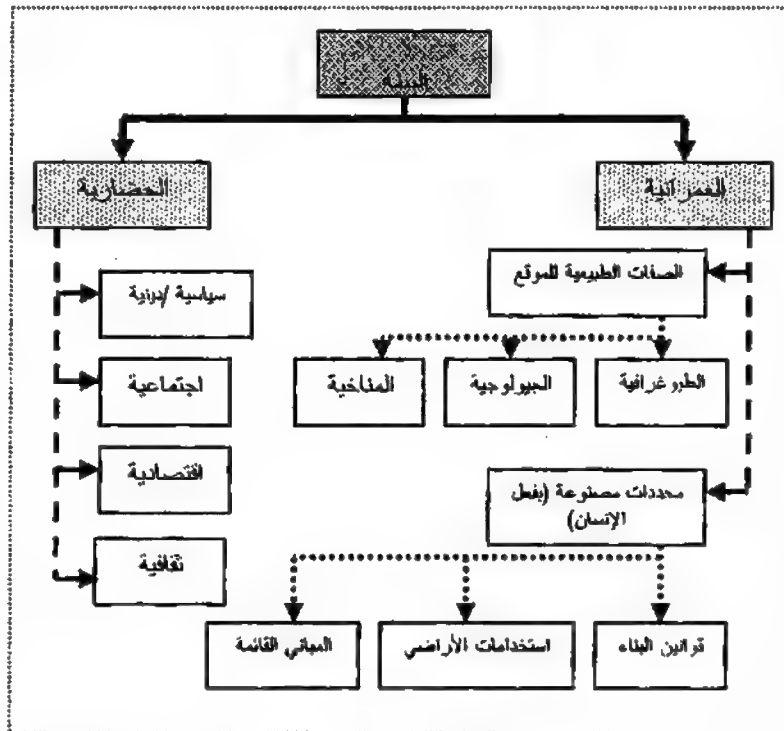 البيئة
العمرانية
الحضارية
الصفات الطبيعية للموقع
سياسية /دينية
الطبوغرافية
الجيولوجية
المناخية
اجتماعية
محددات مصنوعة (بفعل
الإنسان)
اقتصادية
ثقافية
قوانين البناء
استخدامات الأراضي
المباني القائمة